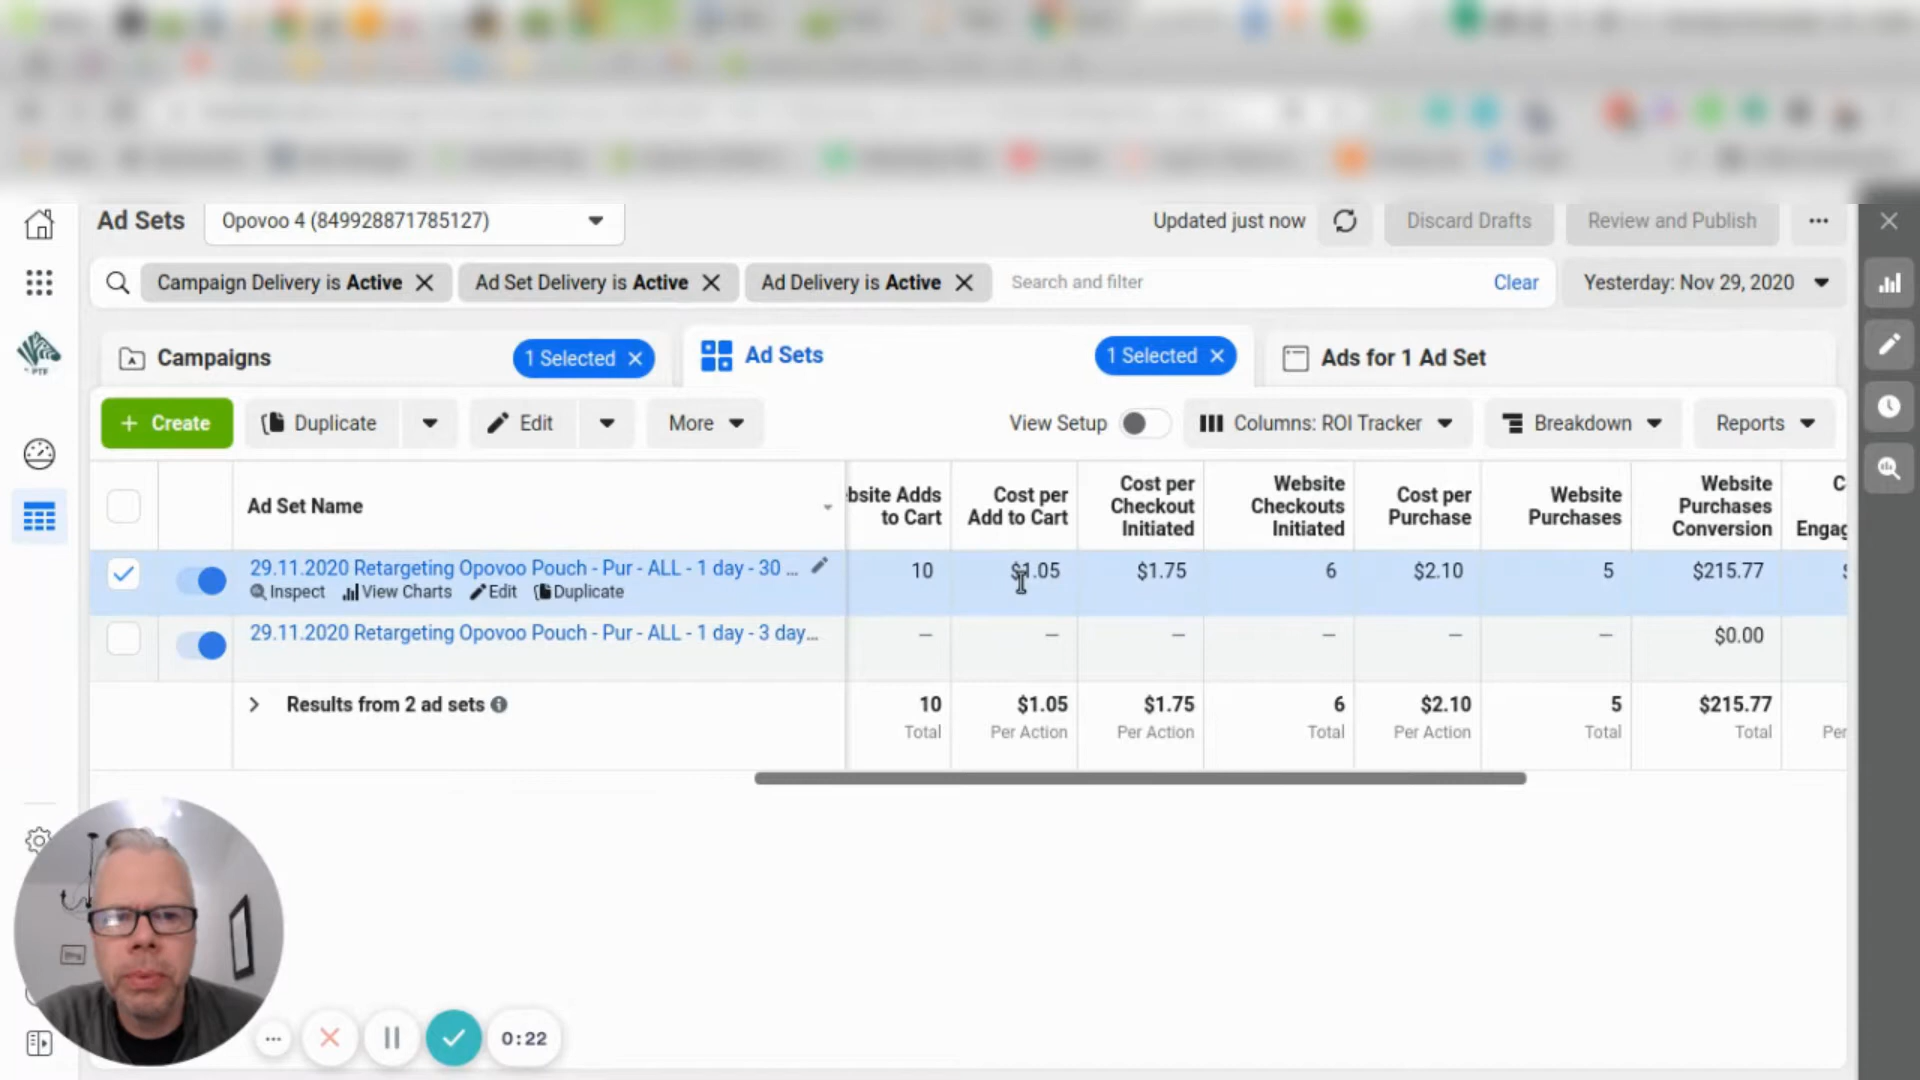 Ad Sets
Opovoo 4 (849928871785127)
Updated just now
Discard Drafts
Review and Publish
Campaign Delivery is Active
Ad Set Delivery is Active
Ad Delivery is Active
Search and filter
Clear
Yesterday: Nov 29, 2020
PTF
Campaigns
1 Selected
Ad Sets
1 Selected
Ads for 1 Ad Set
+ Create
Duplicate
Edit
More
View Setup
Columns: ROI Tracker
Breakdown
Reports
Ad Set Name
bsite Adds
to Cart
Cost per
Add to Cart
Cost per
Checkout
Initiated
Website
Checkouts
Initiated
Cost per
Purchase
Website
Purchases
Website
Purchases
Conversion
C
Engag
29.11.2020 Retargeting Opovoo Pouch - Pur - ALL - 1 day - 30 ...
Inspect View Charts Edit Duplicate
10 $1.05 $1.75 6 $2.10 5 $215.77
29.11.2020 Retargeting Opovoo Pouch - Pur - ALL - 1 day - 3 day...
— — — — — — $0.00
Results from 2 ad sets
10 $1.05 $1.75 6 $2.10 5 $215.77
Total Per Action Per Action Total Per Action Total Total Per
0:22